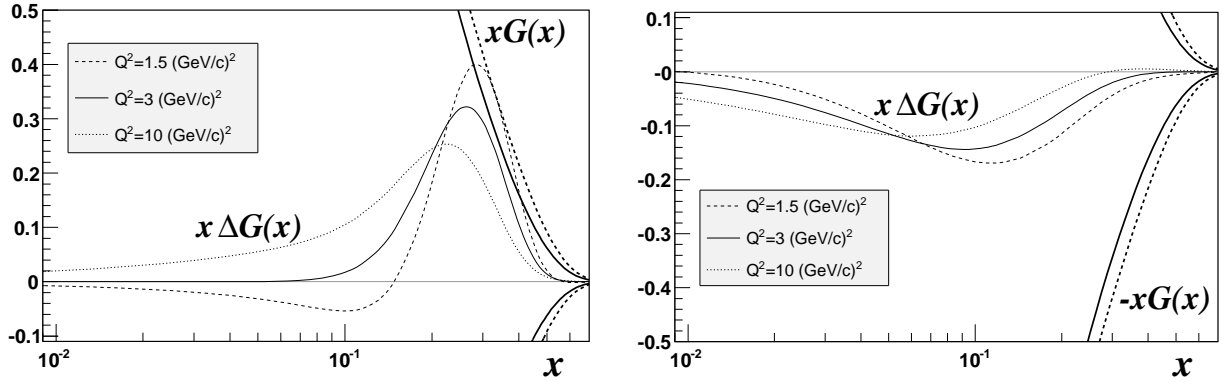 0.5
0.4
0.3
0.2
0.1
0
-0.1
10⁻²
10⁻¹
x
xG(x)
Q²=1.5 (GeV/c)²
Q²=3 (GeV/c)²
Q²=10 (GeV/c)²
x ΔG(x)
0.1
-0
-0.1
-0.2
-0.3
-0.4
-0.5
10⁻²
10⁻¹
x
x ΔG(x)
Q²=1.5 (GeV/c)²
Q²=3 (GeV/c)²
Q²=10 (GeV/c)²
-xG(x)